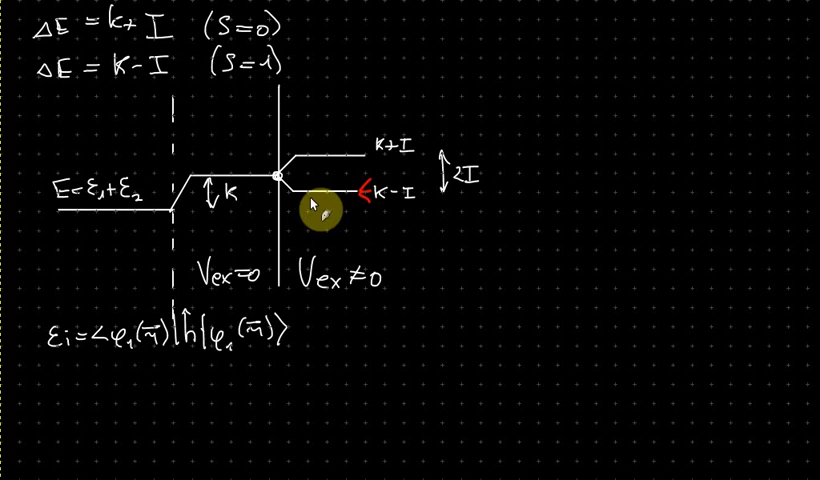 ΔE = K+I (S=0)
ΔE = K-I (S=1)
K+I
2I
E=ε₁+ε₂
K
K-I
Vex=0
Vex≠0
εi=<φ₁(r⃗)|ĥ|φ₁(r⃗)>